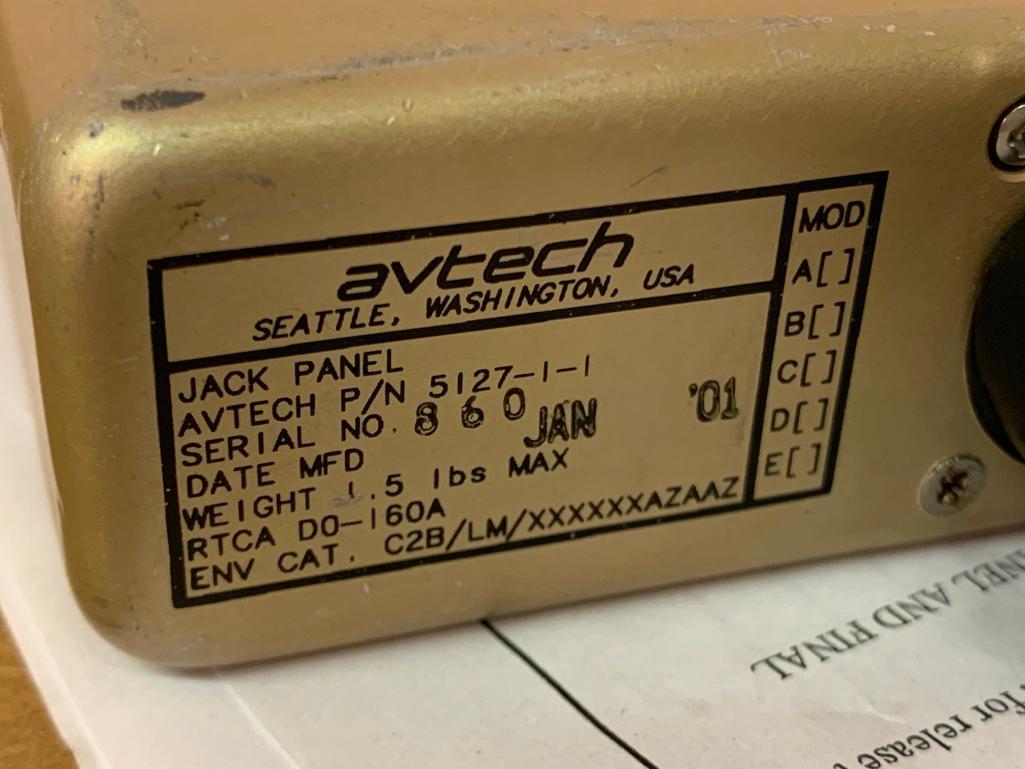 avtech
SEATTLE, WASHINGTON, USA
JACK PANEL
AVTECH P/N 5127-1-1
SERIAL NO. 860
DATE MFD JAN '01
WEIGHT 1.5 lbs MAX
RTCA DO-160A
ENV CAT. C2B/LM/XXXXXXAZAAZ
MOD
A[ ]
B[ ]
C[ ]
D[ ]
E[ ]
for release
AND FINAL